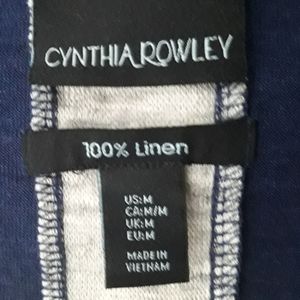 CYNTHIA ROWLEY
100% Linen
US:M
CA:M/M
UK:M
EU:M
MADE IN
VIETNAM